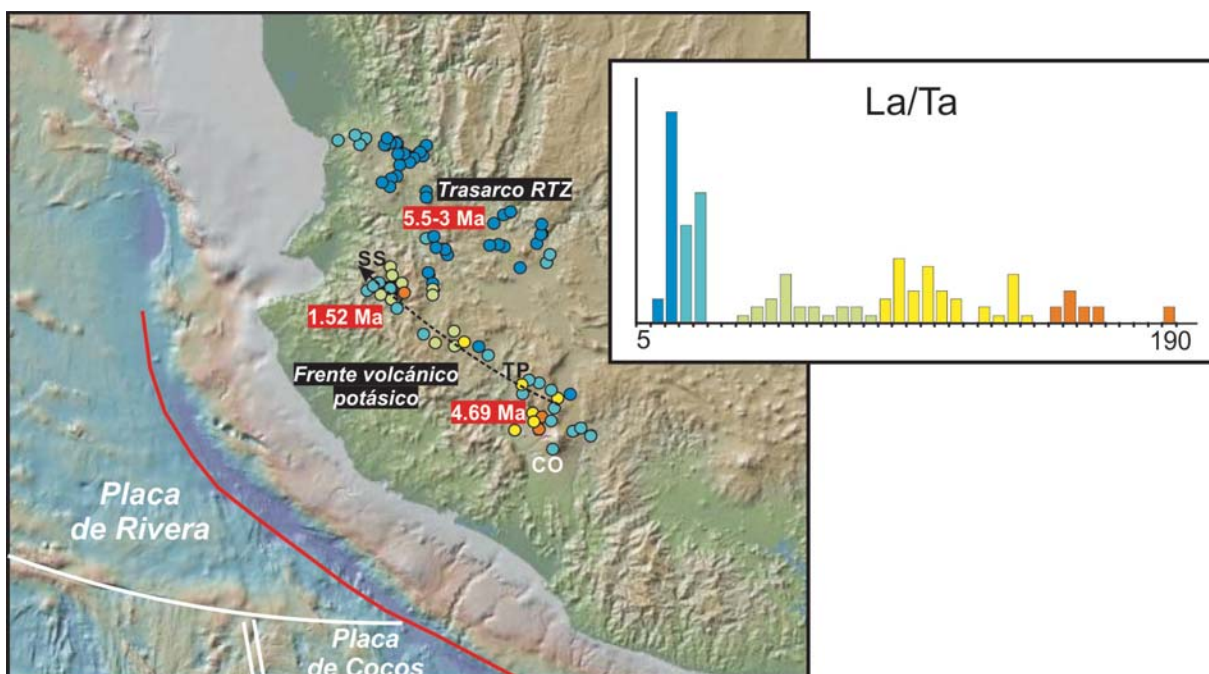 La/Ta
5
190
Trasarco RTZ
5.5-3 Ma
SS
1.52 Ma
Frente volcánico
potásico
TP
4.69 Ma
CO
Placa
de Rivera
Placa
de Cocos